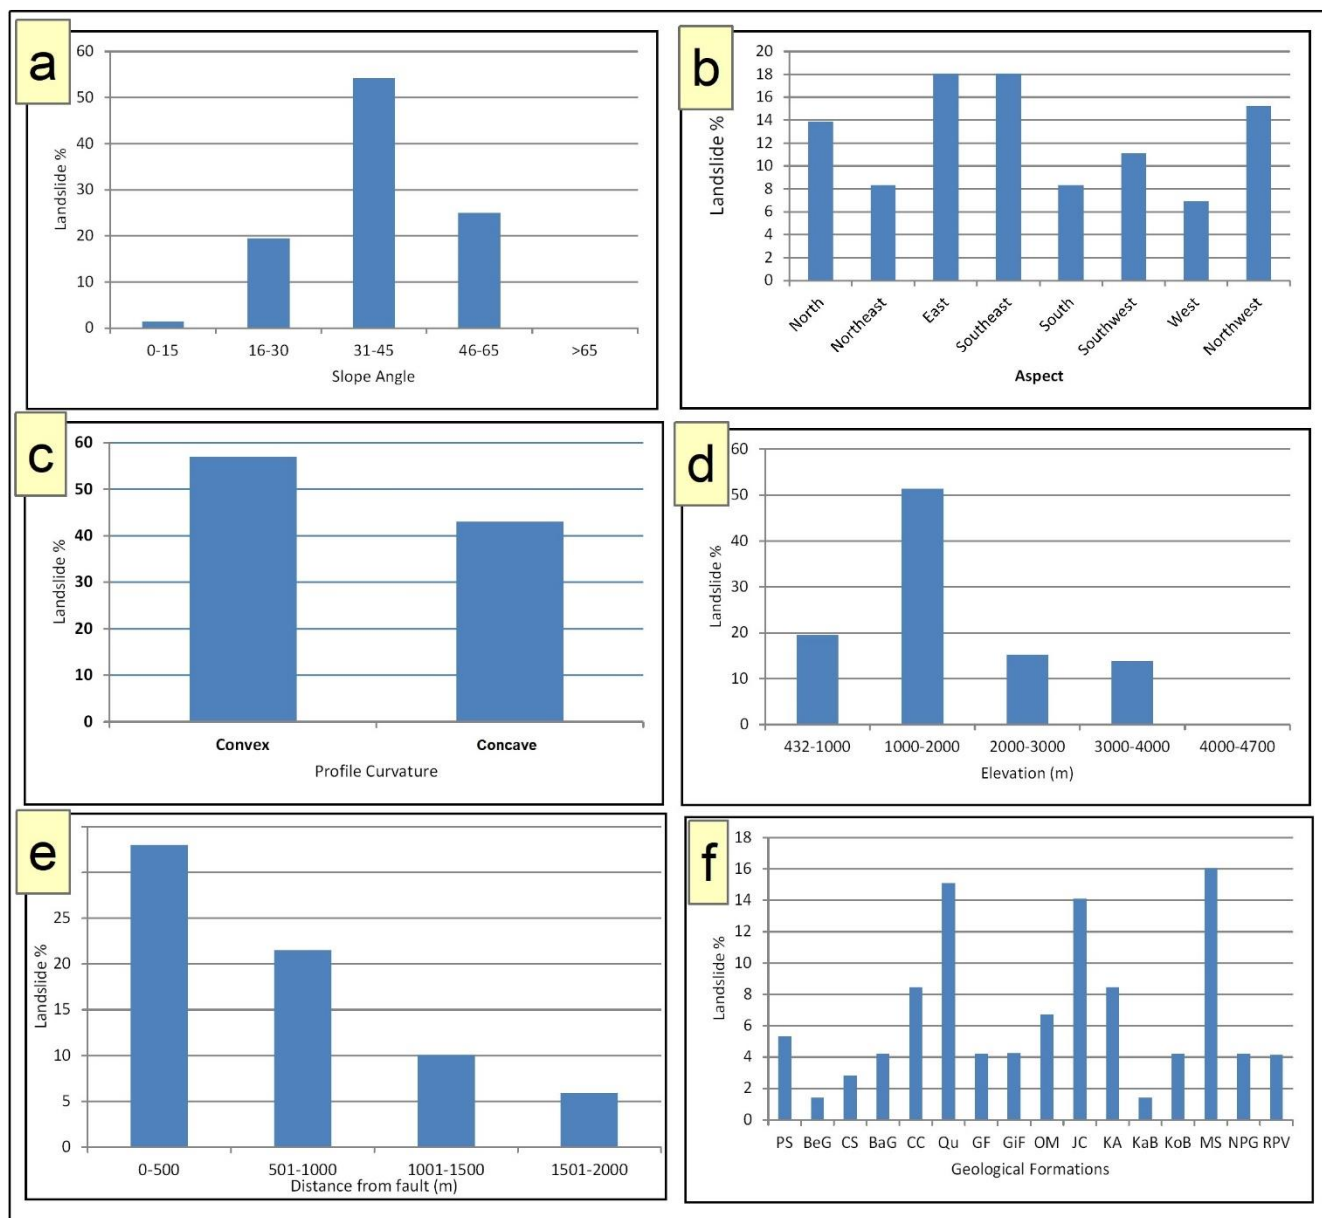 a
60
50
40
30
20
10
0
Landslide %
0-15 16-30 31-45 46-65 >65
Slope Angle
b
20
18
16
14
12
10
8
6
4
2
0
Landslide %
North Northeast East Southeast South Southwest West Northwest
Aspect
c
60
50
40
30
20
10
0
Landslide %
Convex Concave
Profile Curvature
d
60
50
40
30
20
10
0
Landslide %
432-1000 1000-2000 2000-3000 3000-4000 4000-4700
Elevation (m)
e
25
20
15
10
5
0
Landslide %
0-500 501-1000 1001-1500 1501-2000
Distance from fault (m)
f
18
16
14
12
10
8
6
4
2
0
Landslide %
PS BeG CS BaG CC Qu GF GiF OM JC KA KaB KoB MS NPG RPV
Geological Formations